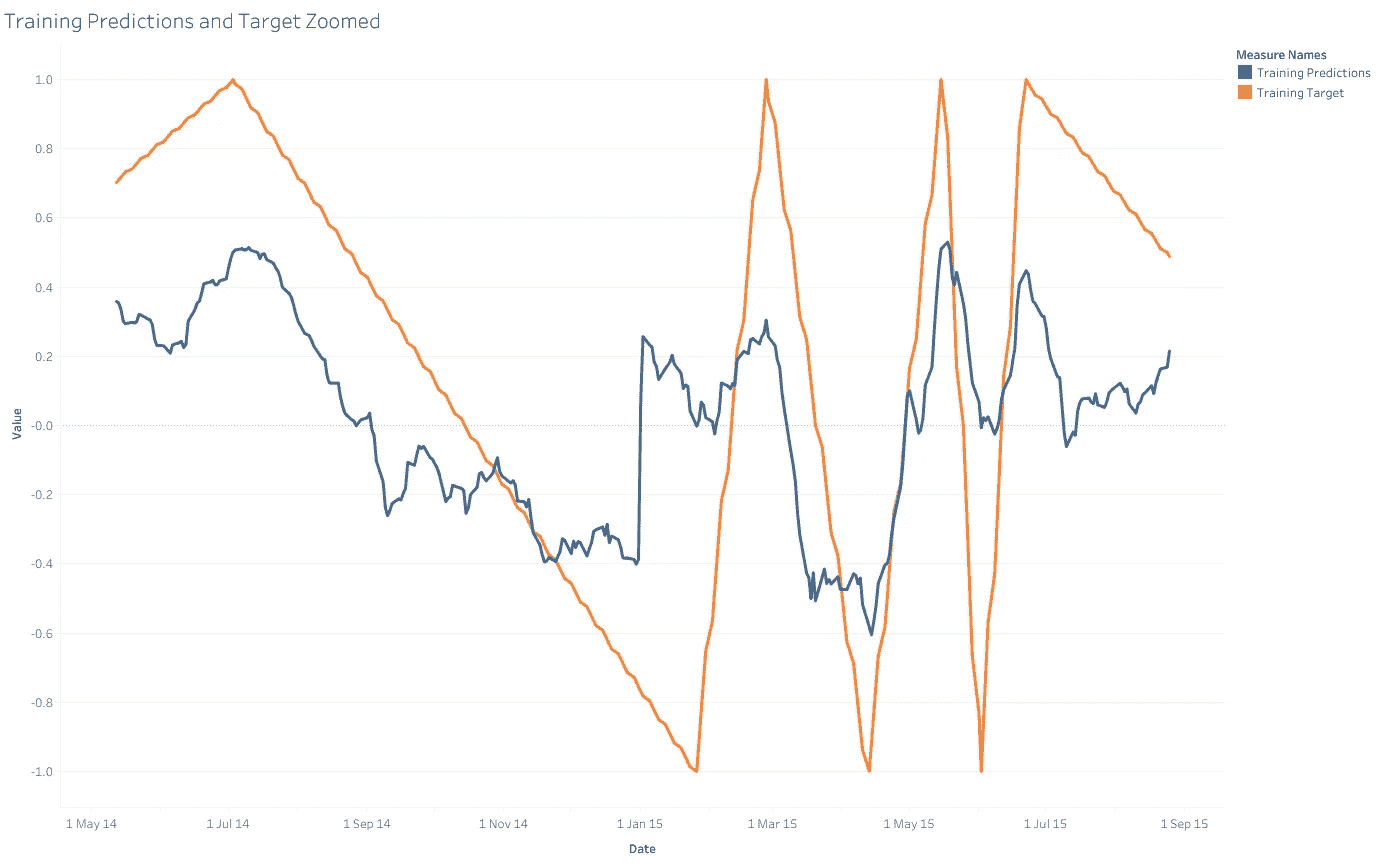 Training Predictions and Target Zoomed
Measure Names
Training Predictions
Training Target
1.0
0.8
0.6
0.4
0.2
-0.0
-0.2
-0.4
-0.6
-0.8
-1.0
Value
1 May 14 1 Jul 14 1 Sep 14 1 Nov 14 1 Jan 15 1 Mar 15 1 May 15 1 Jul 15 1 Sep 15
Date